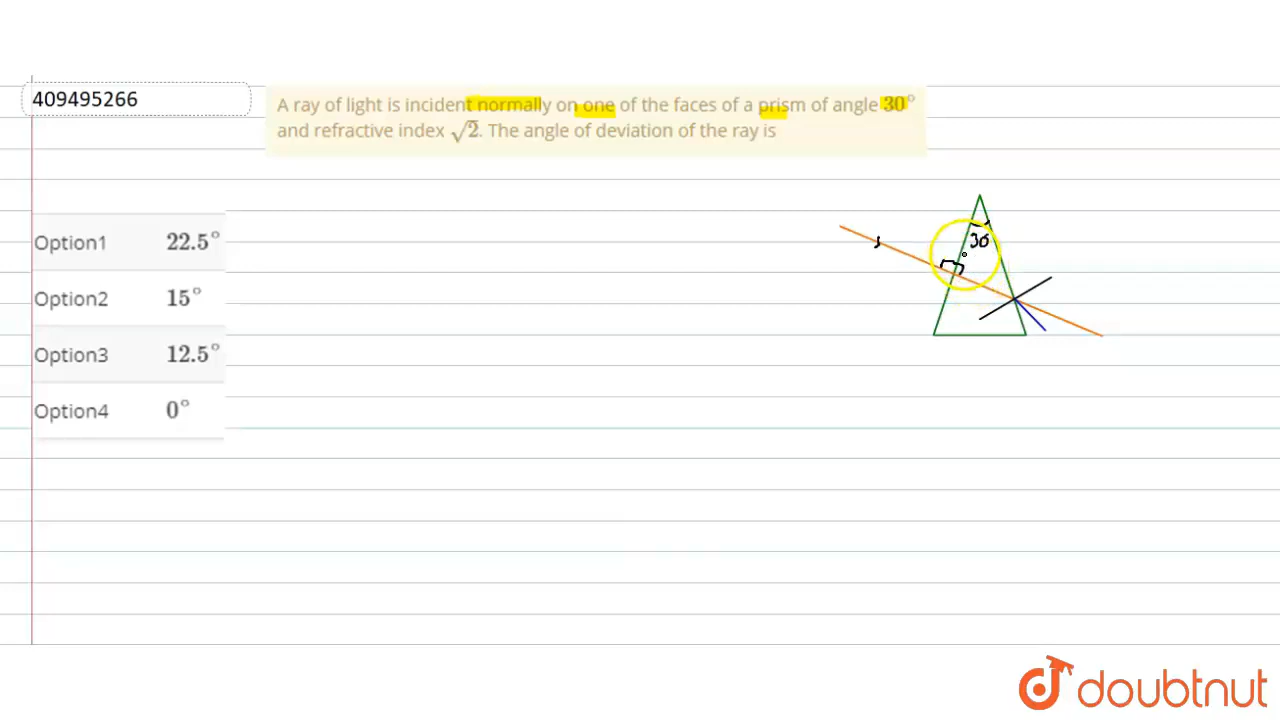 409495266
A ray of light is incident normally on one of the faces of a prism of angle 30°
and refractive index √2. The angle of deviation of the ray is
Option1 22.5°
Option2 15°
Option3 12.5°
Option4 0°
30
doubtnut